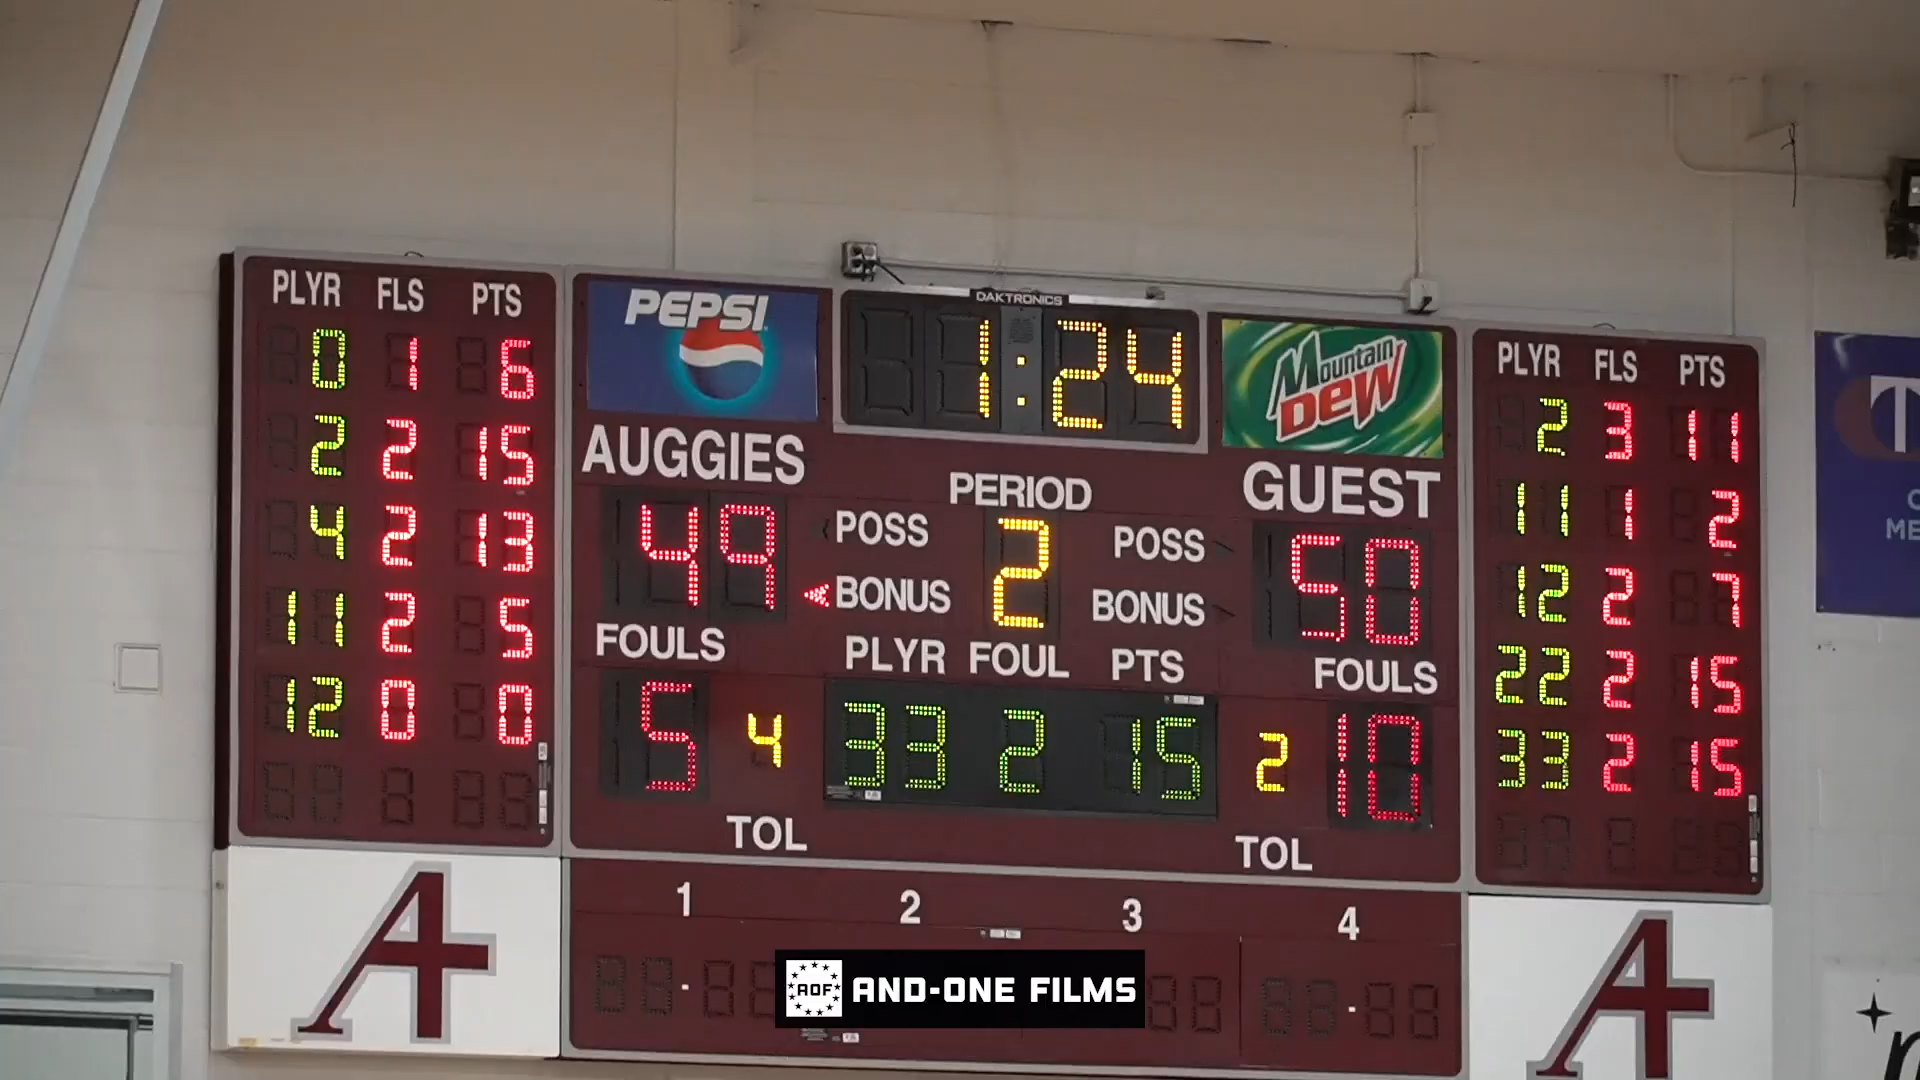 DAKTRONICS
PLYR FLS PTS
0 1 6
2 2 15
4 2 13
11 2 5
12 0 0
PEPSI
1:24
Mountain
Dew
AUGGIES
PERIOD
GUEST
49
POSS
BONUS
2
POSS
BONUS
50
FOULS
PLYR FOUL PTS
FOULS
5 4 33 2 15 2 10
TOL
TOL
1 2 3 4
PLYR FLS PTS
2 3 11
11 1 2
12 2 7
22 2 15
33 2 15
A
A
AOF AND-ONE FILMS
ME